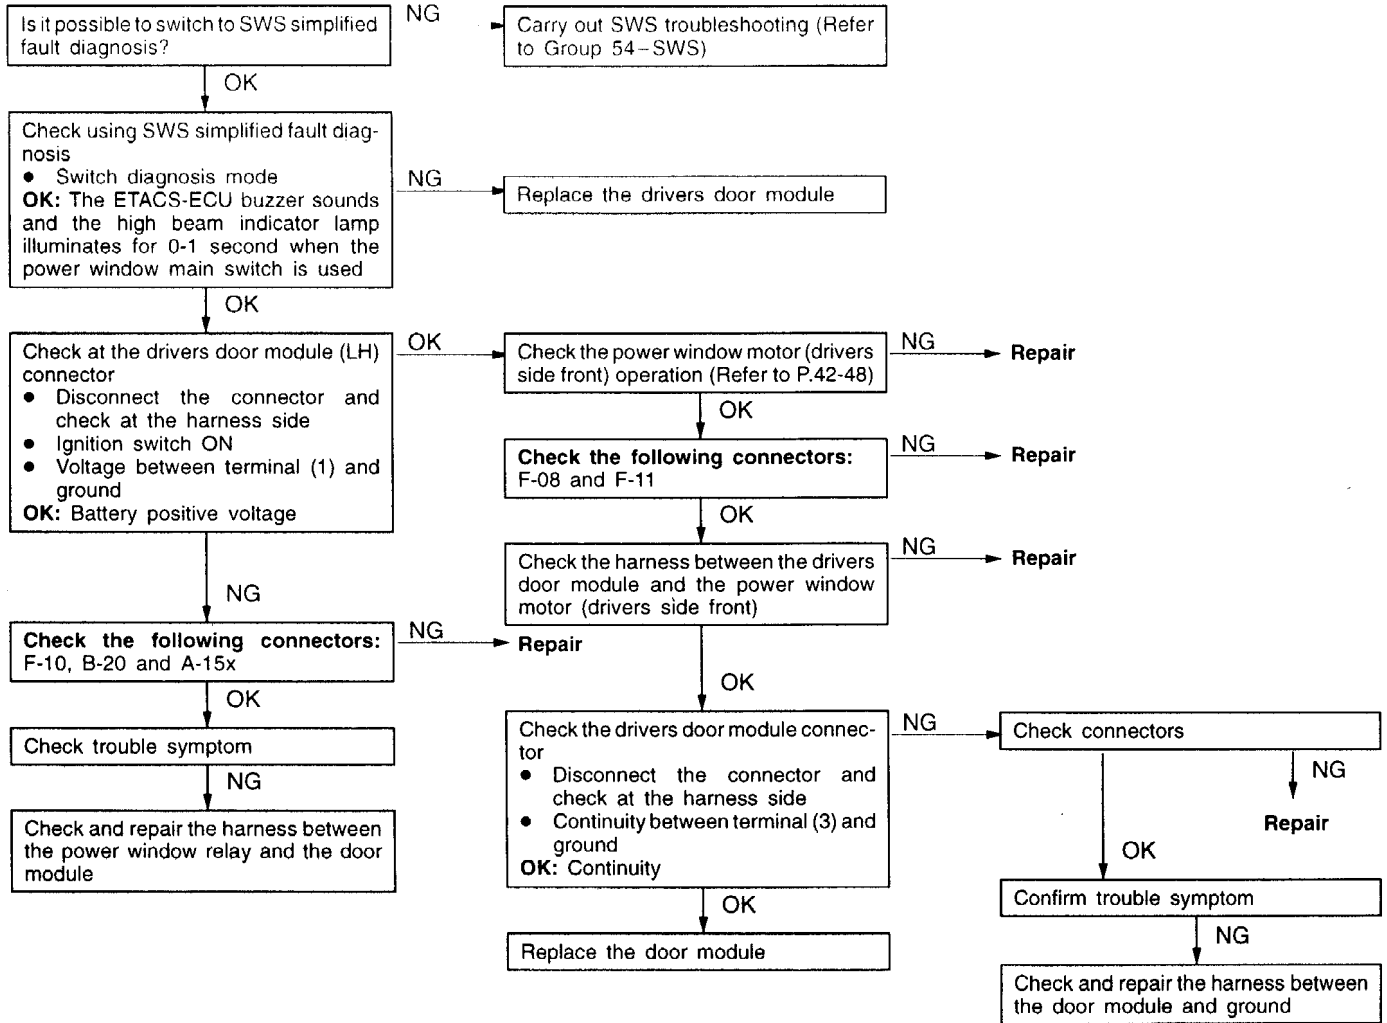 Is it possible to switch to SWS simplified
fault diagnosis?
NG
Carry out SWS troubleshooting (Refer
to Group 54–SWS)
OK
Check using SWS simplified fault diag-
nosis
● Switch diagnosis mode
OK: The ETACS-ECU buzzer sounds
and the high beam indicator lamp
illuminates for 0-1 second when the
power window main switch is used
NG
Replace the drivers door module
OK
Check at the drivers door module (LH)
connector
● Disconnect the connector and
check at the harness side
● Ignition switch ON
● Voltage between terminal (1) and
ground
OK: Battery positive voltage
OK
Check the power window motor (drivers
side front) operation (Refer to P.42-48)
NG
Repair
OK
Check the following connectors:
F-08 and F-11
NG
Repair
OK
Check the harness between the drivers
door module and the power window
motor (drivers side front)
NG
Repair
NG
Check the following connectors:
F-10, B-20 and A-15x
NG
Repair
OK
Check trouble symptom
NG
Check and repair the harness between
the power window relay and the door
module
OK
Check the drivers door module connec-
tor
● Disconnect the connector and
check at the harness side
● Continuity between terminal (3) and
ground
OK: Continuity
NG
Check connectors
NG
Repair
OK
Confirm trouble symptom
NG
Check and repair the harness between
the door module and ground
OK
Replace the door module